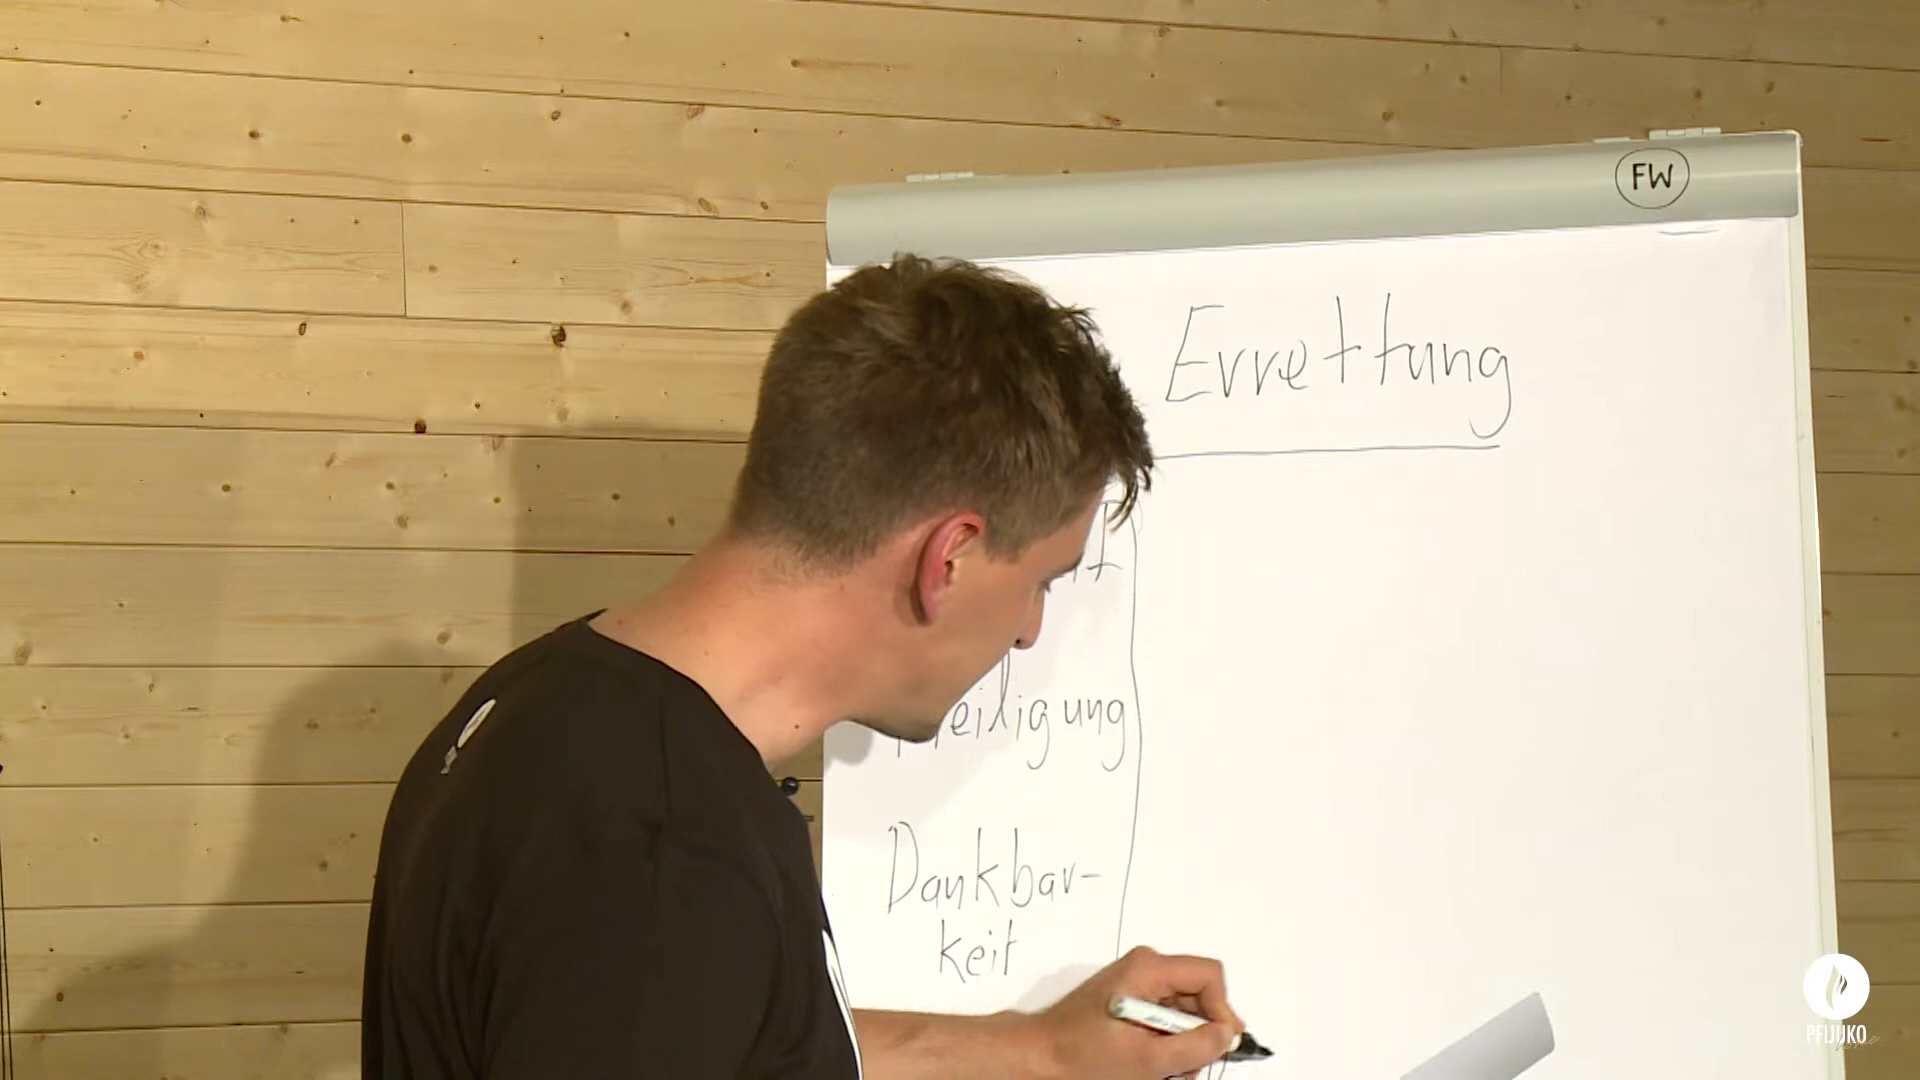 FW
Errettung
Dankbar-
keit
PFIJUKO